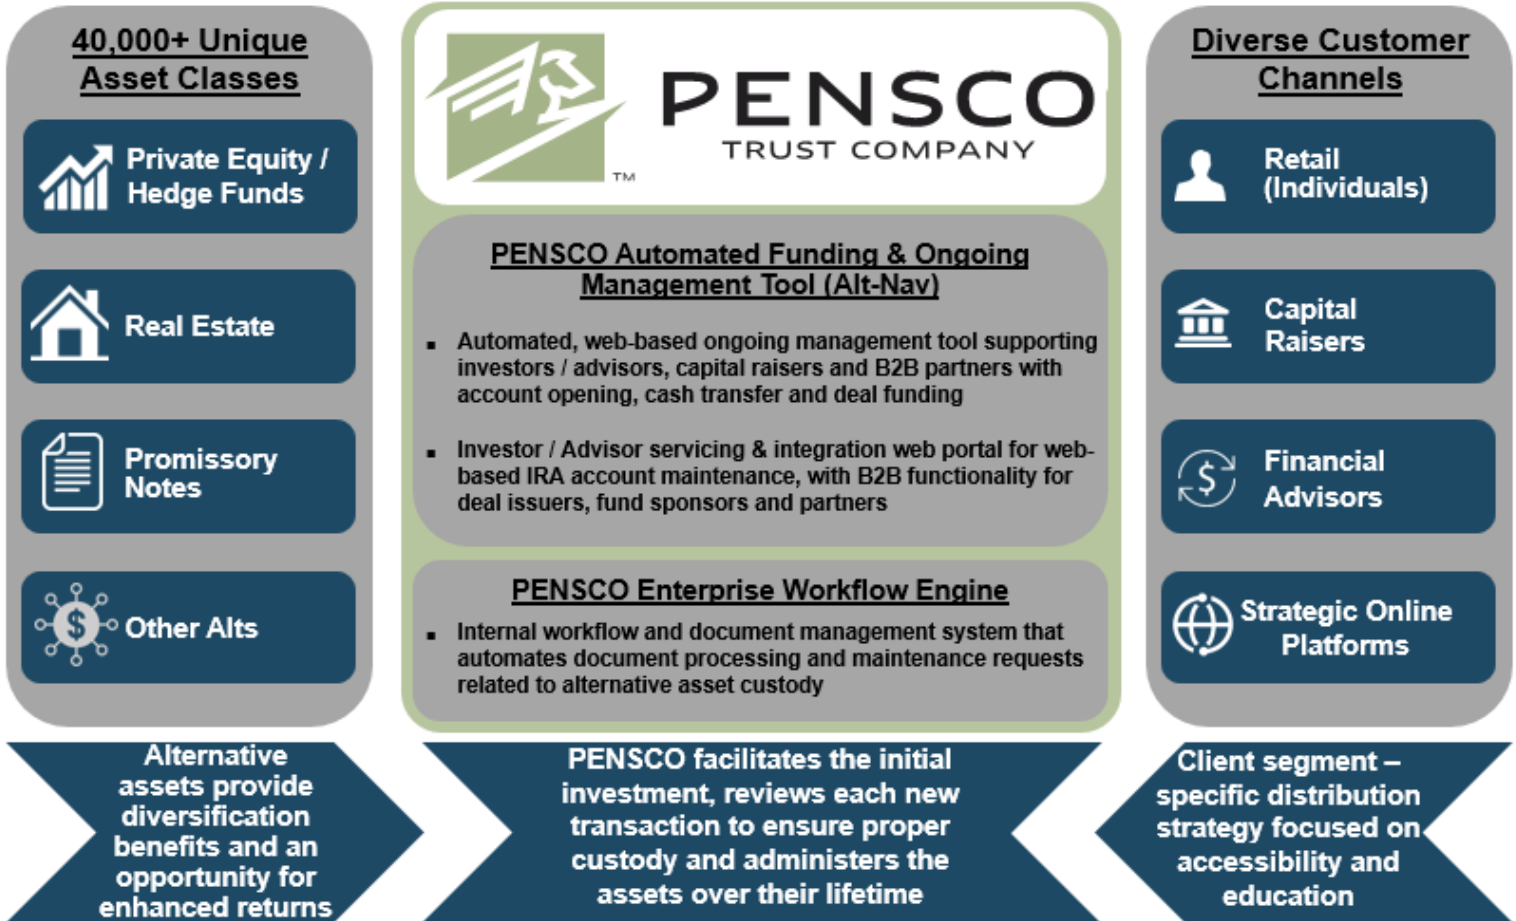 40,000+ Unique
Asset Classes
Private Equity /
Hedge Funds
Real Estate
Promissory
Notes
$
Other Alts
Alternative
assets provide
diversification
benefits and an
opportunity for
enhanced returns
PENSCO
TRUST COMPANY
TM
PENSCO Automated Funding & Ongoing
Management Tool (Alt-Nav)
▪ Automated, web-based ongoing management tool supporting
investors / advisors, capital raisers and B2B partners with
account opening, cash transfer and deal funding
▪ Investor / Advisor servicing & integration web portal for web-
based IRA account maintenance, with B2B functionality for
deal issuers, fund sponsors and partners
PENSCO Enterprise Workflow Engine
▪ Internal workflow and document management system that
automates document processing and maintenance requests
related to alternative asset custody
PENSCO facilitates the initial
investment, reviews each new
transaction to ensure proper
custody and administers the
assets over their lifetime
Diverse Customer
Channels
Retail
(Individuals)
Capital
Raisers
$
Financial
Advisors
Strategic Online
Platforms
Client segment –
specific distribution
strategy focused on
accessibility and
education